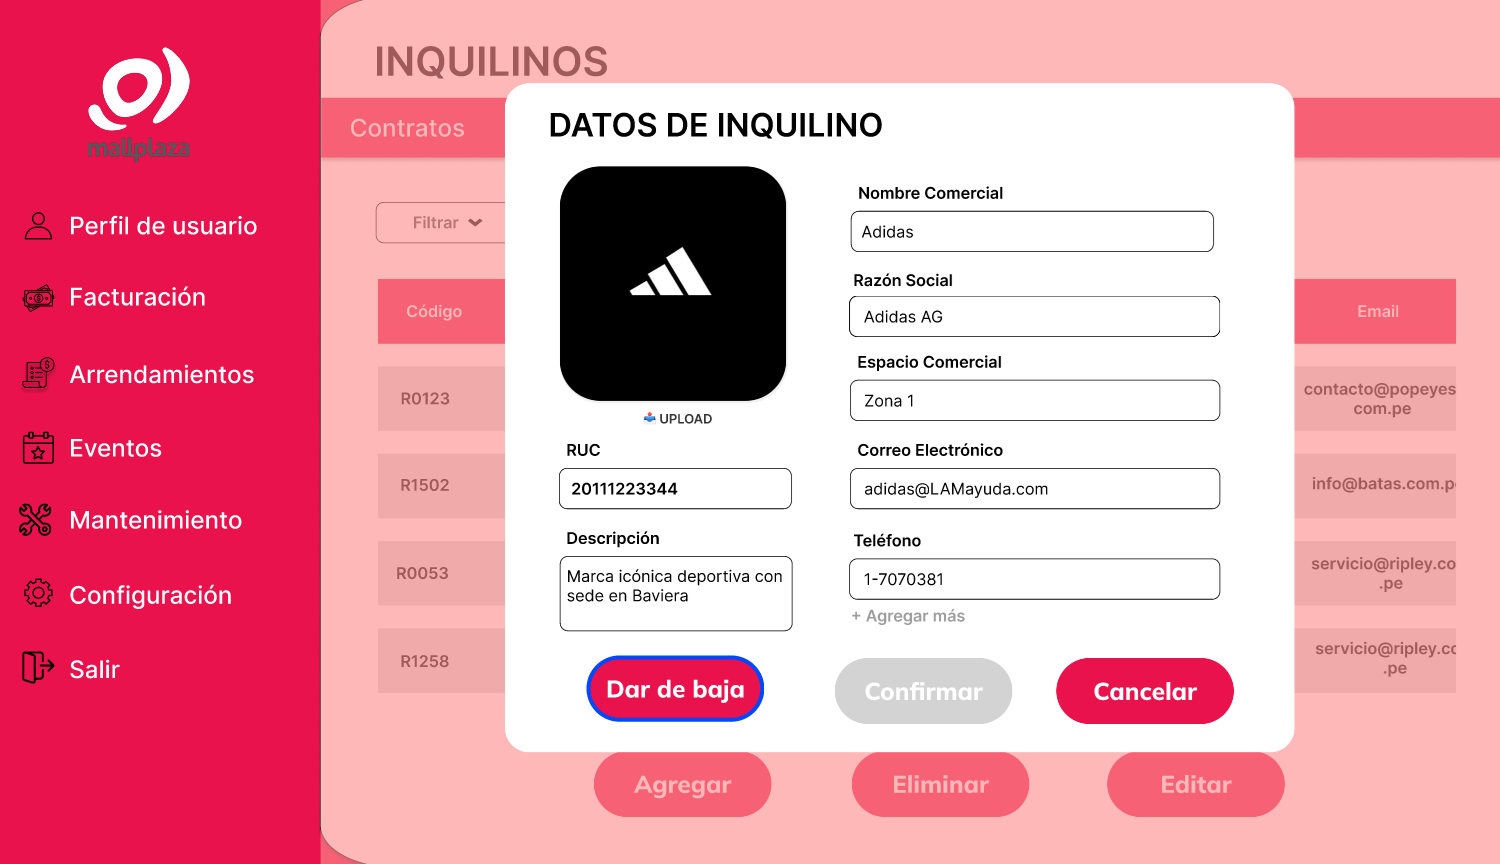 mallplaza
Perfil de usuario
Facturación
Arrendamientos
Eventos
Mantenimiento
Configuración
Salir
INQUILINOS
Contratos
Filtrar
Código
Email
R0123
contacto@popeyes
com.pe
R1502
info@batas.com.p
R0053
servicio@ripley.co
.pe
R1258
servicio@ripley.cc
.pe
DATOS DE INQUILINO
UPLOAD
RUC
20111223344
Descripción
Marca icónica deportiva con
sede en Baviera
Nombre Comercial
Adidas
Razón Social
Adidas AG
Espacio Comercial
Zona 1
Correo Electrónico
adidas@LAMayuda.com
Teléfono
1-7070381
+ Agregar más
Dar de baja
Confirmar
Cancelar
Agregar
Eliminar
Editar